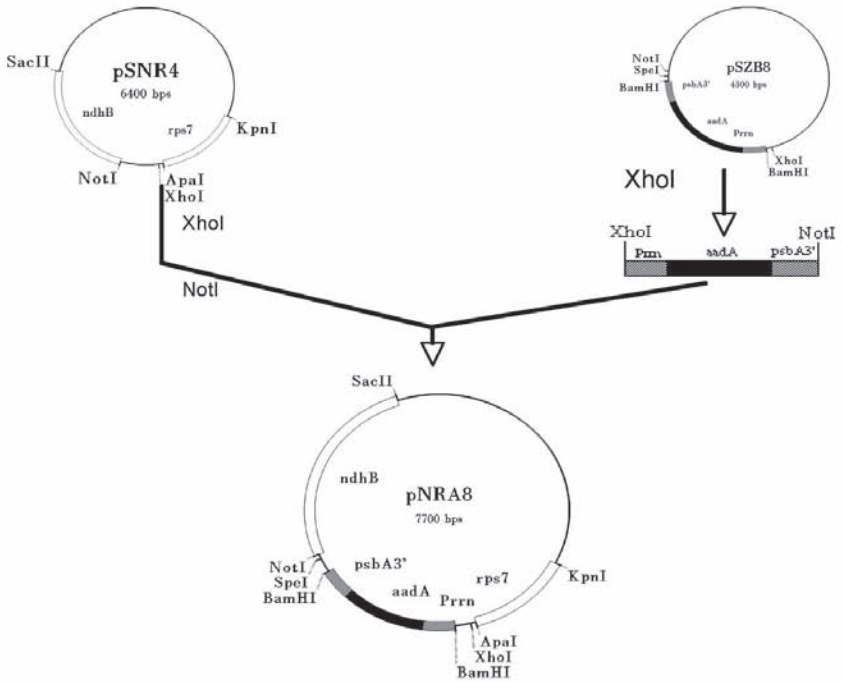 SacII
pSNR4
6400 bps
ndhB
rps7
KpnI
NotI
ApaI
XhoI
XhoI
NotI
NotI
SpeI
BamHI
pSZB8
4300 bps
psbA3'
aadA
Prrn
XhoI
BamHI
XhoI
XhoI
NotI
Prrn
aadA
psbA3'
SacII
ndhB
pNRA8
7700 bps
NotI
SpeI
BamHI
psbA3'
aadA
Prrn
rps7
KpnI
ApaI
XhoI
BamHI